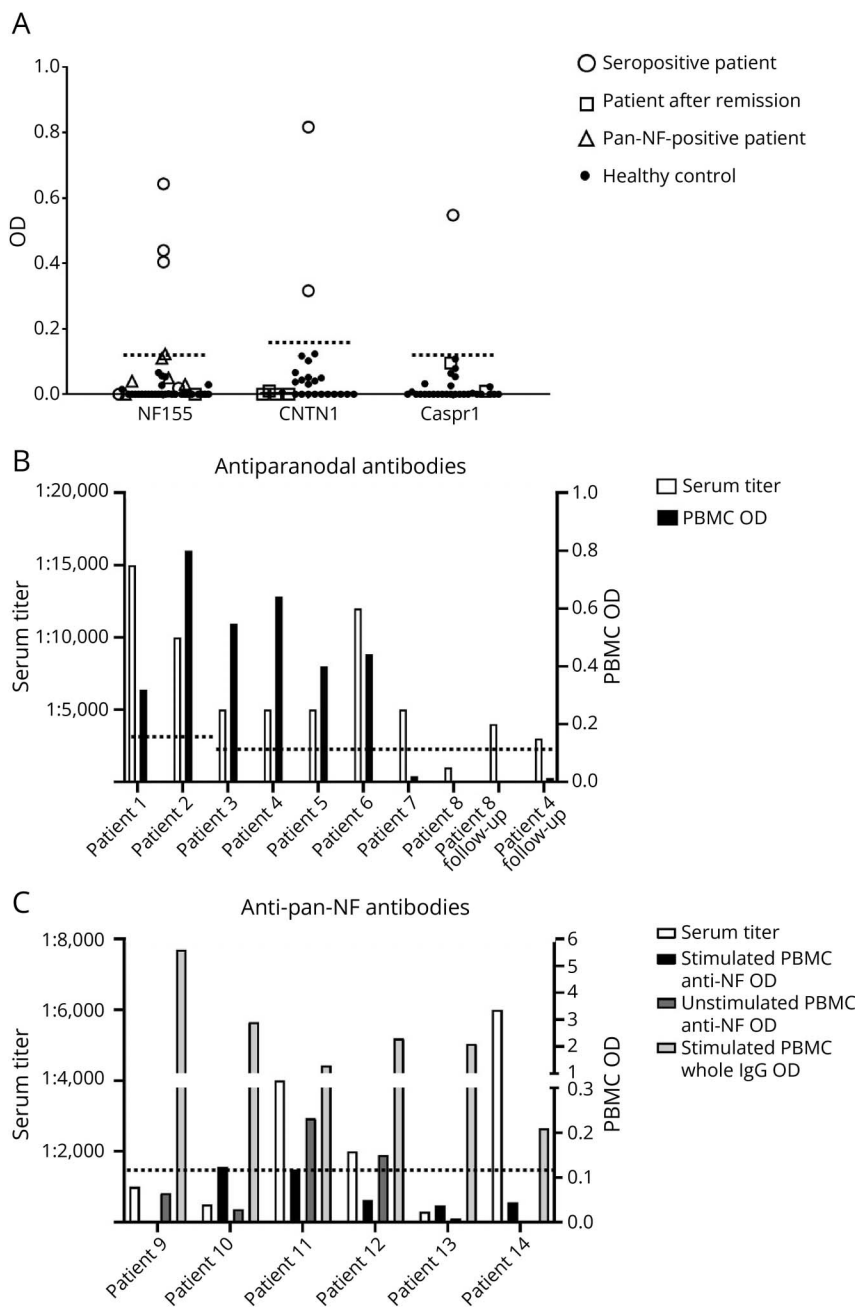 A
1.0
0.8
0.6
0.4
0.2
0.0
OD
NF155
CNTN1
Caspr1
Seropositive patient
Patient after remission
Pan-NF-positive patient
Healthy control
B
Antiparanodal antibodies
1:20,000
1:15,000
1:10,000
1:5,000
Serum titer
1.0
0.8
0.6
0.4
0.2
0.0
PBMC OD
Serum titer
PBMC OD
Patient 1
Patient 2
Patient 3
Patient 4
Patient 5
Patient 6
Patient 7
Patient 8
Patient 8
follow-up
Patient 4
follow-up
C
Anti-pan-NF antibodies
1:8,000
1:6,000
1:4,000
1:2,000
Serum titer
6
5
4
3
2
1
0.3
0.2
0.1
0.0
PBMC OD
Serum titer
Stimulated PBMC
anti-NF OD
Unstimulated PBMC
anti-NF OD
Stimulated PBMC
whole IgG OD
Patient 9
Patient 10
Patient 11
Patient 12
Patient 13
Patient 14